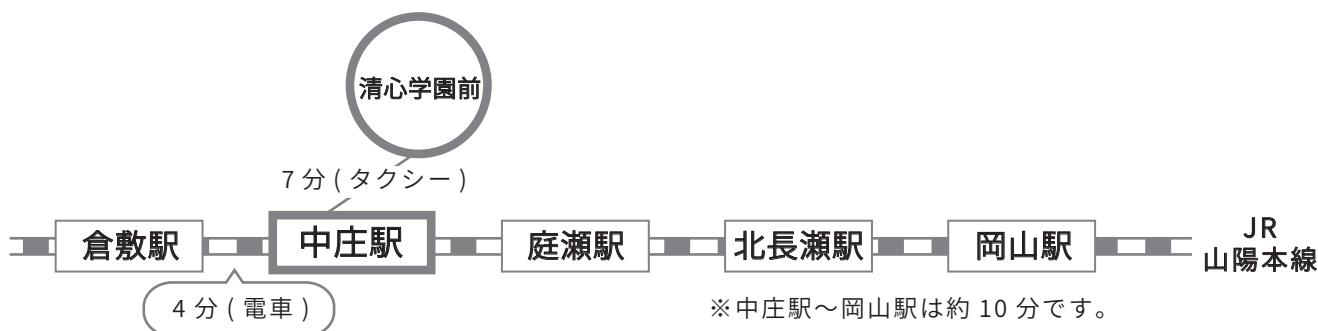 清心学園前
7分(タクシー)
倉敷駅
中庄駅
庭瀬駅
北長瀬駅
岡山駅
JR
山陽本線
4分(電車)
※中庄駅〜岡山駅は約10分です。